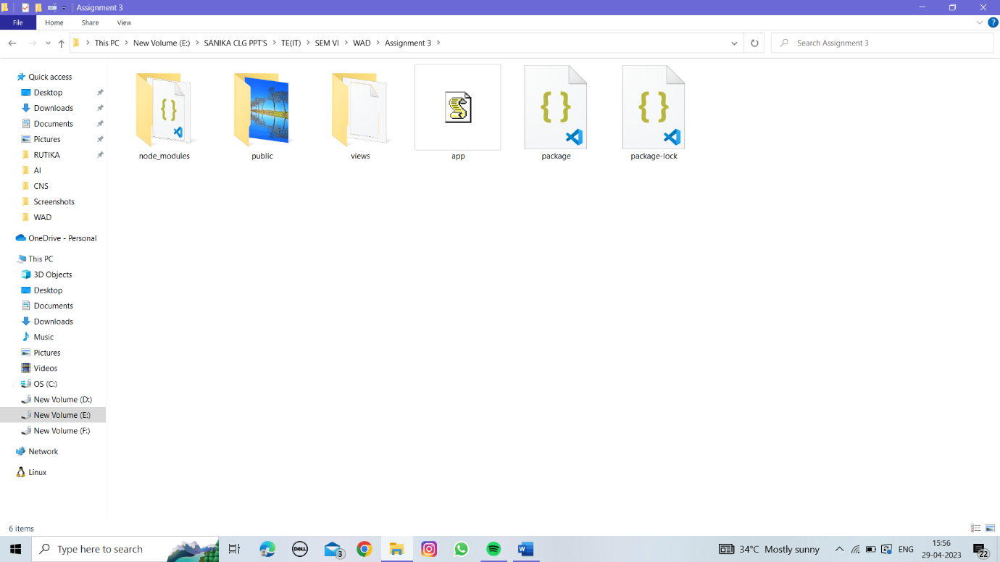 Assignment 3
File Home Share View
This PC New Volume (E:) SANIKA CLG PPT'S TE(IT) SEM VI WAD Assignment 3
Search Assignment 3
Quick access
Desktop
Downloads
Documents
Pictures
RUTIKA
AI
CNS
Screenshots
WAD
OneDrive - Personal
This PC
3D Objects
Desktop
Documents
Downloads
Music
Pictures
Videos
OS (C:)
New Volume (D:)
New Volume (E:)
New Volume (F:)
Network
Linux
node_modules public views app package package-lock
6 items
Type here to search
DELL
3
34°C Mostly sunny
ENG
15:56
29-04-2023
22